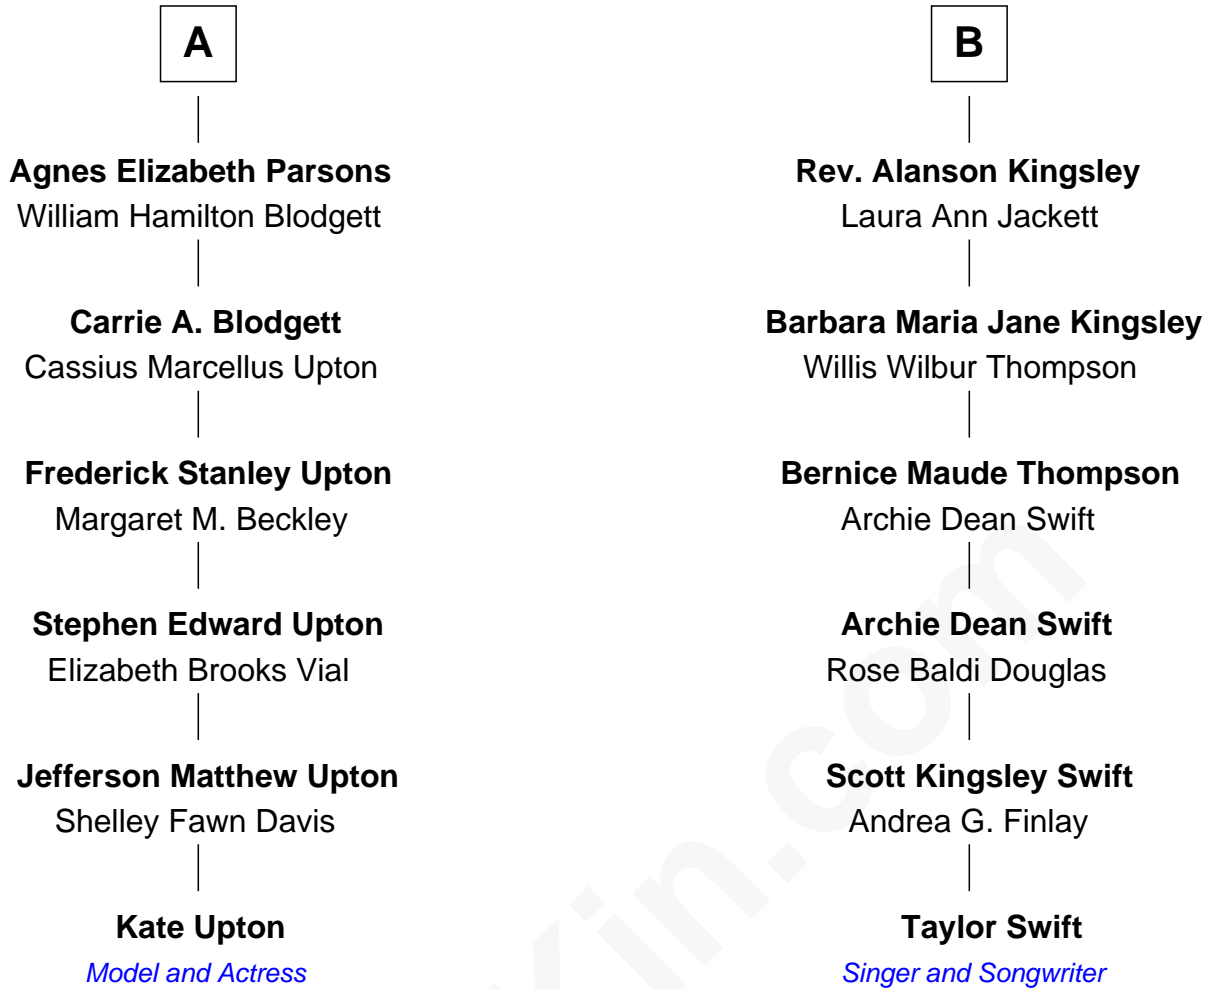 A
Agnes Elizabeth Parsons
William Hamilton Blodgett
Carrie A. Blodgett
Cassius Marcellus Upton
Frederick Stanley Upton
Margaret M. Beckley
Stephen Edward Upton
Elizabeth Brooks Vial
Jefferson Matthew Upton
Shelley Fawn Davis
Kate Upton
Model and Actress
B
Rev. Alanson Kingsley
Laura Ann Jackett
Barbara Maria Jane Kingsley
Willis Wilbur Thompson
Bernice Maude Thompson
Archie Dean Swift
Archie Dean Swift
Rose Baldi Douglas
Scott Kingsley Swift
Andrea G. Finlay
Taylor Swift
Singer and Songwriter
Kin.com